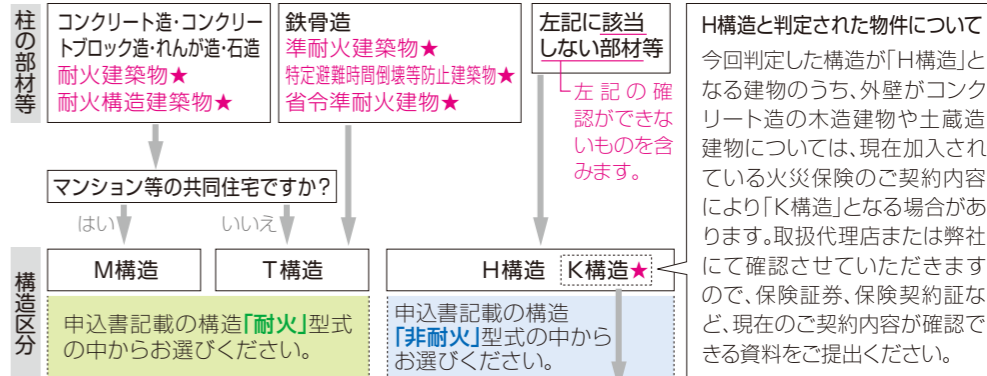 柱の部材等
コンクリート造・コンクリー
トブロック造・れんが造・石造
耐火建築物★
耐火構造建築物★
鉄骨造
準耐火建築物★
特定避難時間倒壊等防止建築物★
省令準耐火建物★
左記に該当
しない部材等
左記の確
認ができな
いものを含
みます。
マンション等の共同住宅ですか？
はい
いいえ
構造区分
M構造
T構造
H構造 K構造★
申込書記載の構造「耐火」型式
の中からお選びください。
申込書記載の構造
「非耐火」型式の中から
お選びください。
H構造と判定された物件について
今回判定した構造が「H構造」と
なる建物のうち、外壁がコンク
リート造の木造建物や土蔵造
建物については、現在加入され
ている火災保険のご契約内容
により「K構造」となる場合があ
ります。取扱代理店または弊社
にて確認させていただきます
ので、保険証券、保険契約証な
ど、現在のご契約内容が確認で
きる資料をご提出ください。